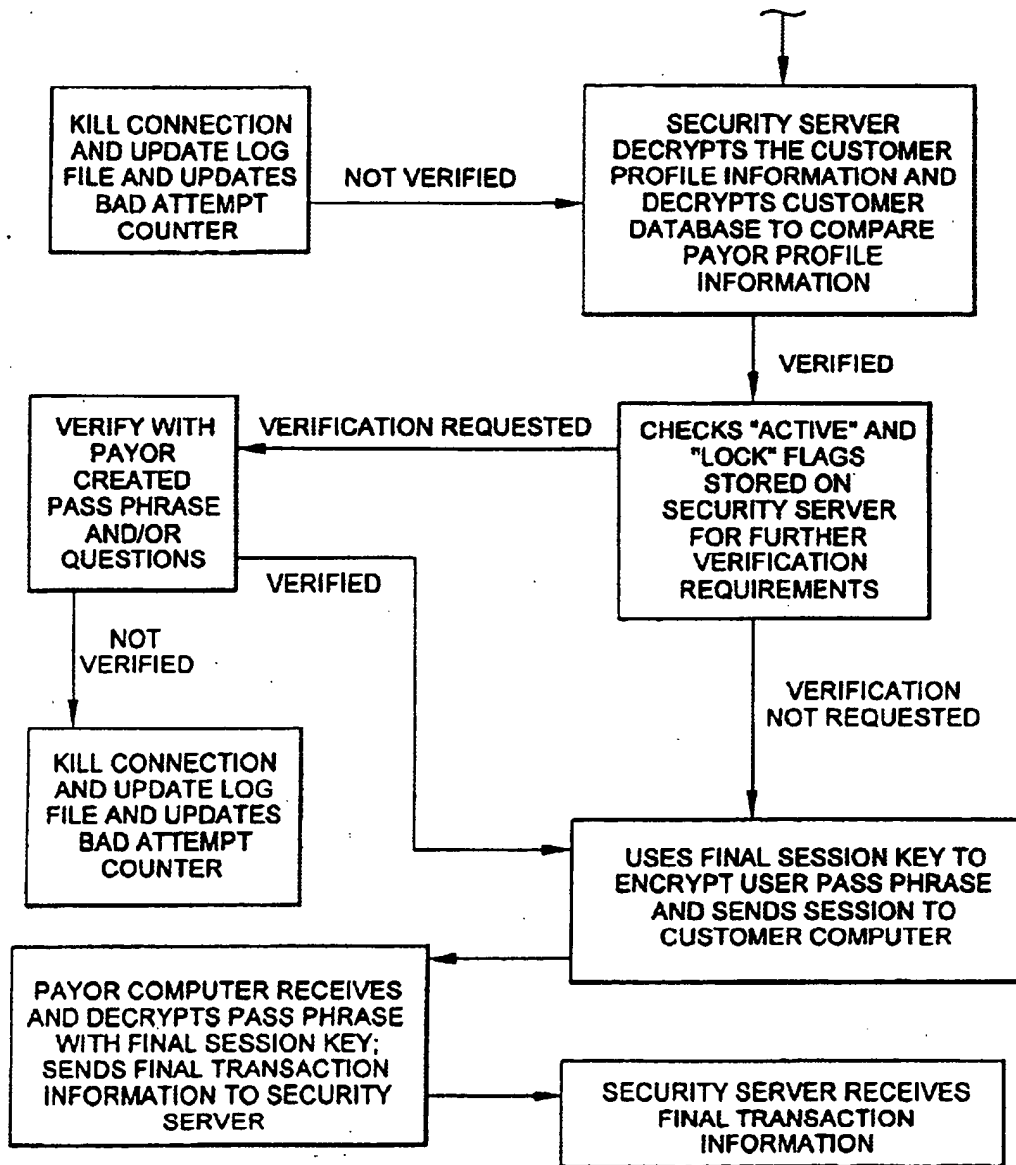 KILL CONNECTION
AND UPDATE LOG
FILE AND UPDATES
BAD ATTEMPT
COUNTER
NOT VERIFIED
SECURITY SERVER
DECRYPTS THE CUSTOMER
PROFILE INFORMATION AND
DECRYPTS CUSTOMER
DATABASE TO COMPARE
PAYOR PROFILE
INFORMATION
VERIFIED
VERIFY WITH
PAYOR
CREATED
PASS PHRASE
AND/OR
QUESTIONS
VERIFICATION REQUESTED
CHECKS "ACTIVE" AND
"LOCK" FLAGS
STORED ON
SECURITY SERVER
FOR FURTHER
VERIFICATION
REQUIREMENTS
VERIFIED
NOT
VERIFIED
VERIFICATION
NOT REQUESTED
KILL CONNECTION
AND UPDATE LOG
FILE AND UPDATES
BAD ATTEMPT
COUNTER
USES FINAL SESSION KEY TO
ENCRYPT USER PASS PHRASE
AND SENDS SESSION TO
CUSTOMER COMPUTER
PAYOR COMPUTER RECEIVES
AND DECRYPTS PASS PHRASE
WITH FINAL SESSION KEY;
SENDS FINAL TRANSACTION
INFORMATION TO SECURITY
SERVER
SECURITY SERVER RECEIVES
FINAL TRANSACTION
INFORMATION